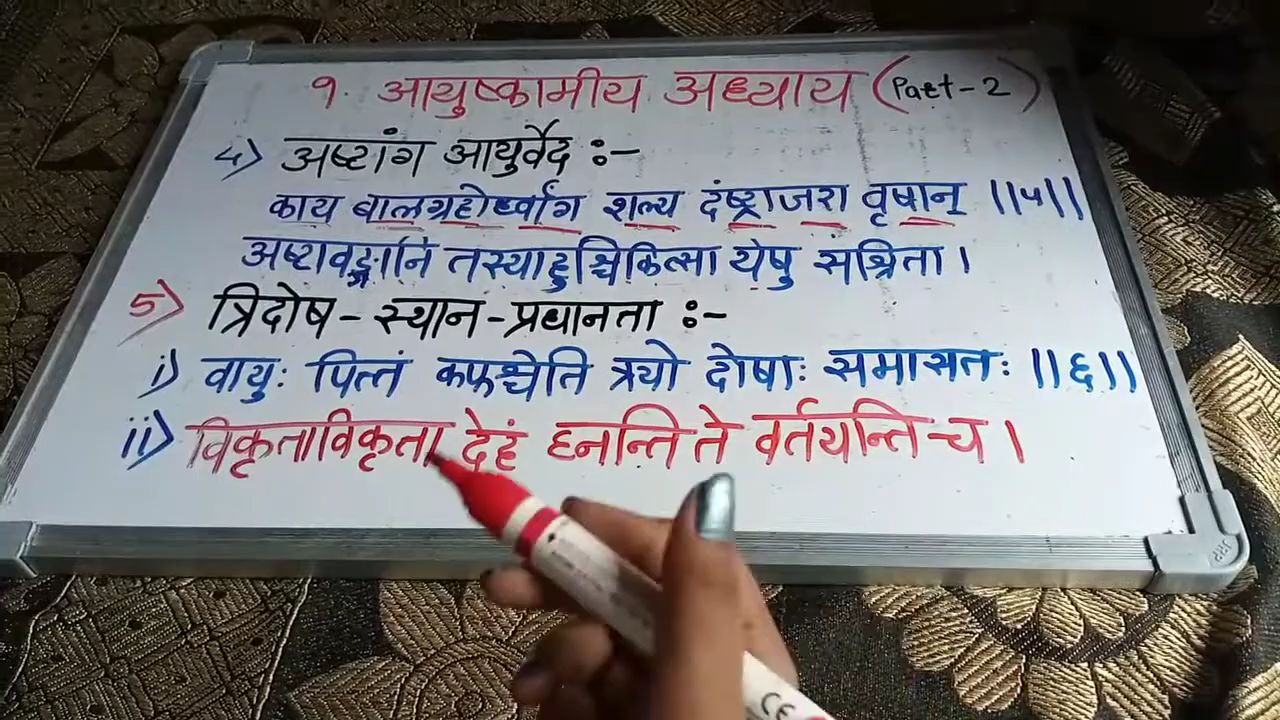 १. आयुष्कामीय अध्याय (Part-2)
4) अष्टांग आयुर्वेद :-
काय बालग्रहोर्ध्वांग शल्य दंष्ट्राजरा वृषान् ||५||
अष्टावङ्गानि तस्याहुश्चिकित्सा येषु संश्रिता ।
5) त्रिदोष-स्थान-प्रधानता :-
i) वायुः पित्तं कफश्चेति त्रयो दोषाः समासतः ||६||
ii) विकृताविकृता देहं घ्नन्ति ते वर्तयन्ति च ।
CE